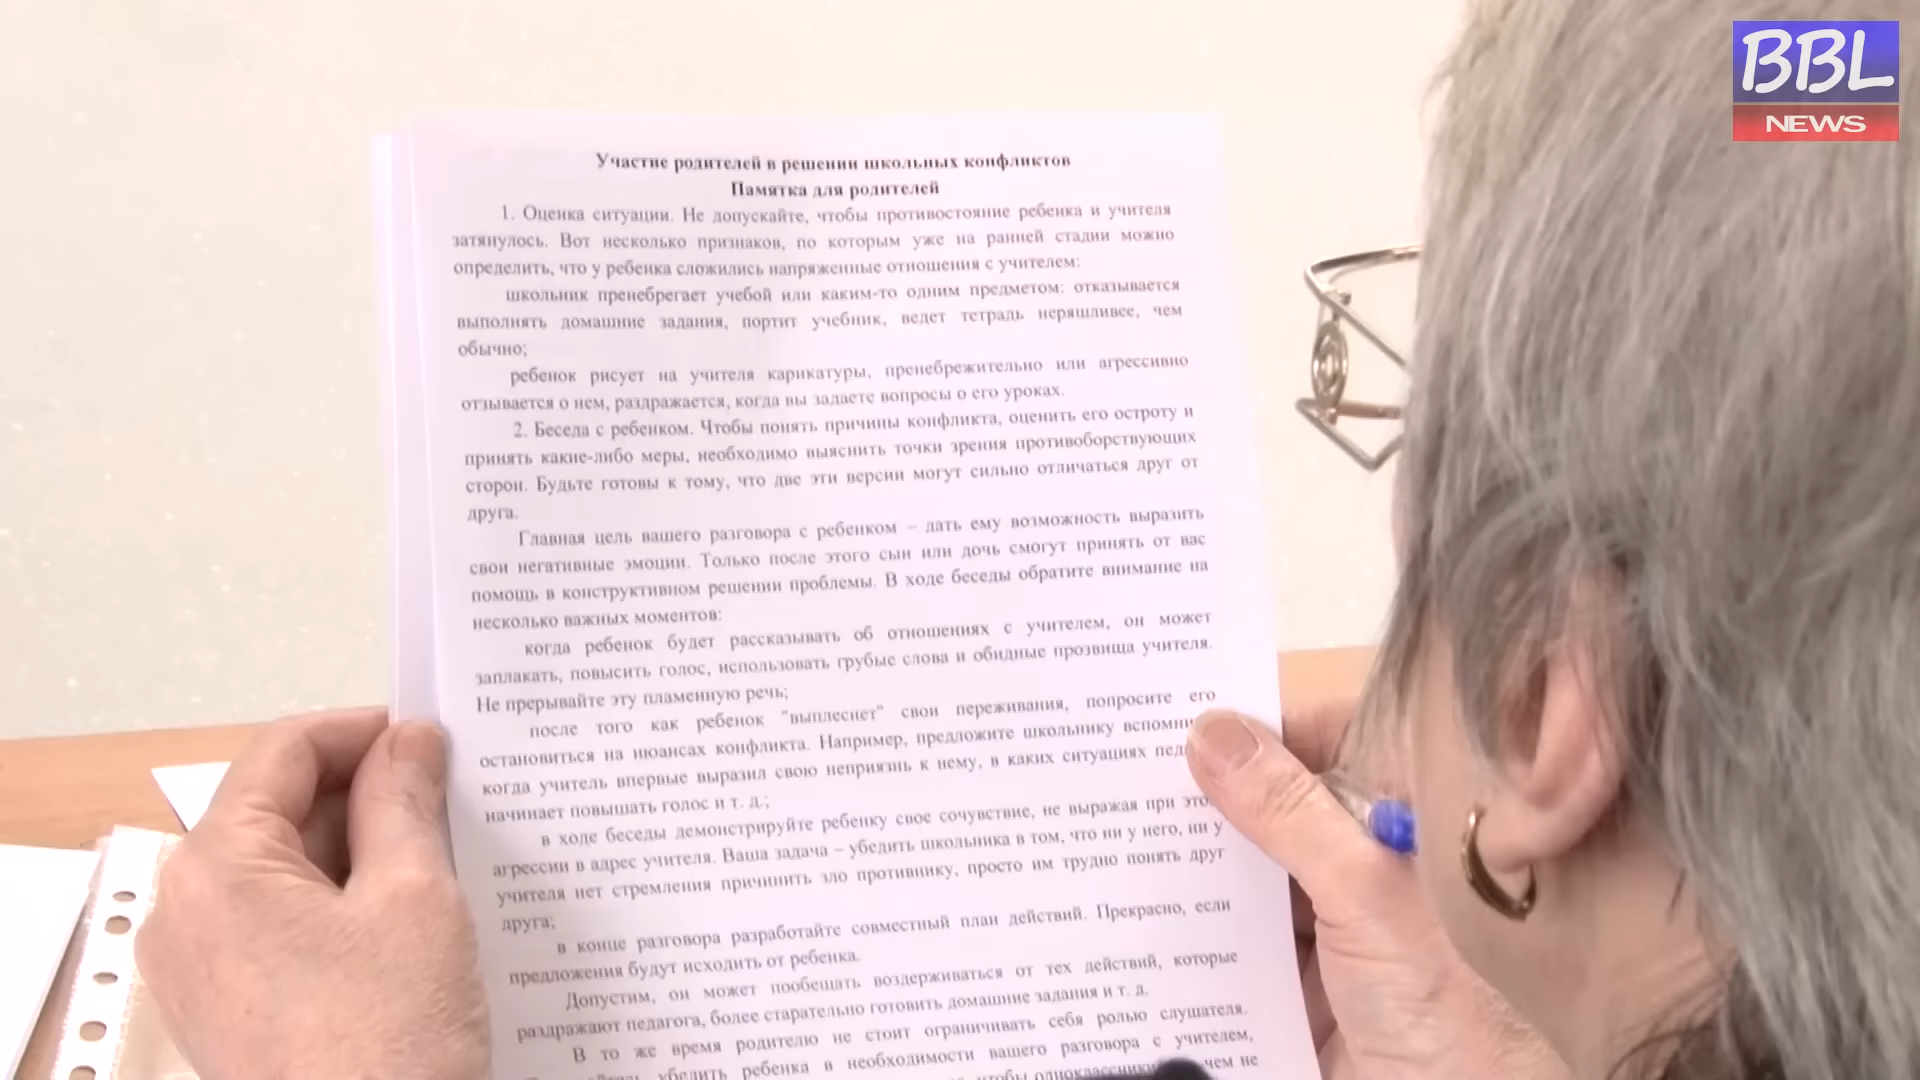 BBL
NEWS
Участие родителей в решении школьных конфликтов
Памятка для родителей
1. Оценка ситуации. Не допускайте, чтобы противостояние ребенка и учителя
затянулось. Вот несколько признаков, по которым уже на ранней стадии можно
определить, что у ребенка сложились напряженные отношения с учителем:
школьник пренебрегает учебой или каким-то одним предметом: отказывается
выполнять домашние задания, портит учебник, ведет тетрадь неряшливее, чем
обычно;
ребенок рисует на учителя карикатуры, пренебрежительно или агрессивно
отзывается о нем, раздражается, когда вы задаете вопросы о его уроках.
2. Беседа с ребенком. Чтобы понять причины конфликта, оценить его остроту и
принять какие-либо меры, необходимо выяснить точки зрения противоборствующих
сторон. Будьте готовы к тому, что две эти версии могут сильно отличаться друг от
друга.
Главная цель вашего разговора с ребенком – дать ему возможность выразить
свои негативные эмоции. Только после этого сын или дочь смогут принять от вас
помощь в конструктивном решении проблемы. В ходе беседы обратите внимание на
несколько важных моментов:
когда ребенок будет рассказывать об отношениях с учителем, он может
заплакать, повысить голос, использовать грубые слова и обидные прозвища учителя.
Не прерывайте эту пламенную речь;
после того как ребенок "выплеснет" свои переживания, попросите его
остановиться на нюансах конфликта. Например, предложите школьнику
когда учитель впервые выразил свою неприязнь к нему, в каких ситуациях
начинает повышать голос и т. д.;
в ходе беседы демонстрируйте ребенку свое сочувствие, не выражая при
агрессии в адрес учителя. Ваша задача – убедить школьника в том, что ни у него, ни у
учителя нет стремления причинить зло противнику, просто им трудно понять друг
друга;
в конце разговора разработайте совместный план действий. Прекрасно, если
предложения будут исходить от ребенка.
Допустим, он может пообещать воздерживаться от тех действий, которые
раздражают педагога, более старательно готовить домашние задания и т. д.
В то же время родителю не стоит ограничивать себя ролью слушателя.
убедить ребенка в необходимости вашего разговора с учителем,
чтобы чем не